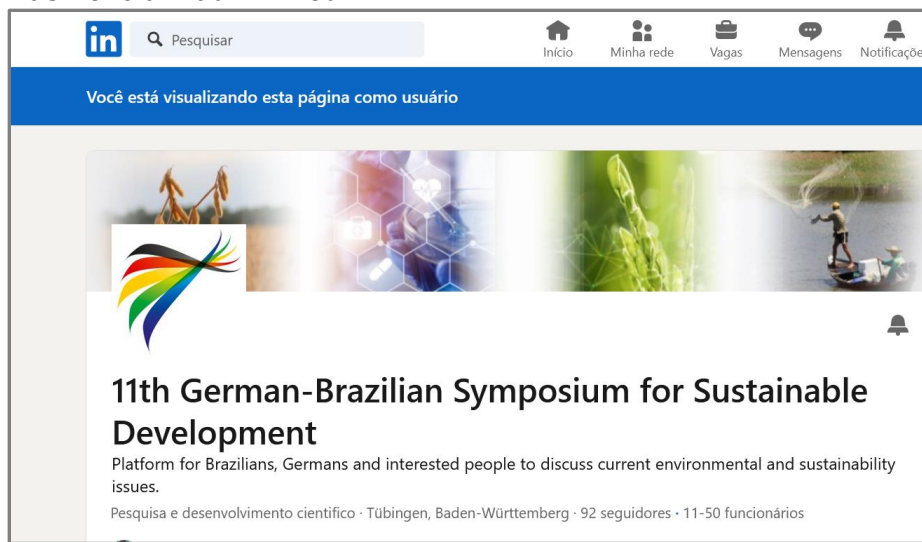 in
Pesquisar
Início
Minha rede
Vagas
Mensagens
Você está visualizando esta página como usuário
11th German-Brazilian Symposium for Sustainable
Development
Platform for Brazilians, Germans and interested people to discuss current environmental and sustainability
issues.
Pesquisa e desenvolvimento cientifico · Tübingen, Baden-Württemberg · 92 seguidores · 11-50 funcionários